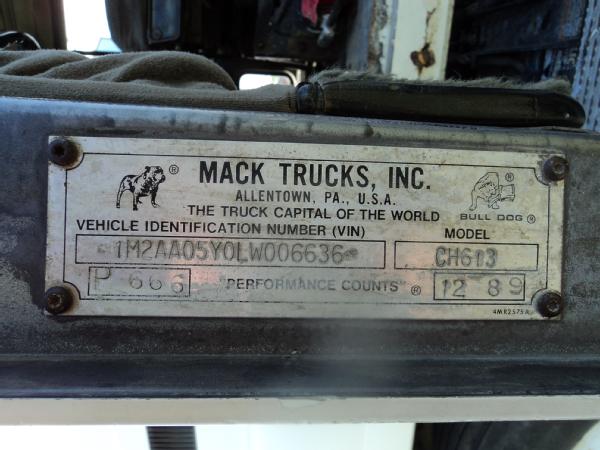 ® MACK TRUCKS, INC. ®
ALLENTOWN, PA., U.S.A.
THE TRUCK CAPITAL OF THE WORLD BULL DOG ®
VEHICLE IDENTIFICATION NUMBER (VIN) MODEL
1M2AA05Y0LW006636 CH613
P 666 "PERFORMANCE COUNTS" ® 12 89
4MR2575A